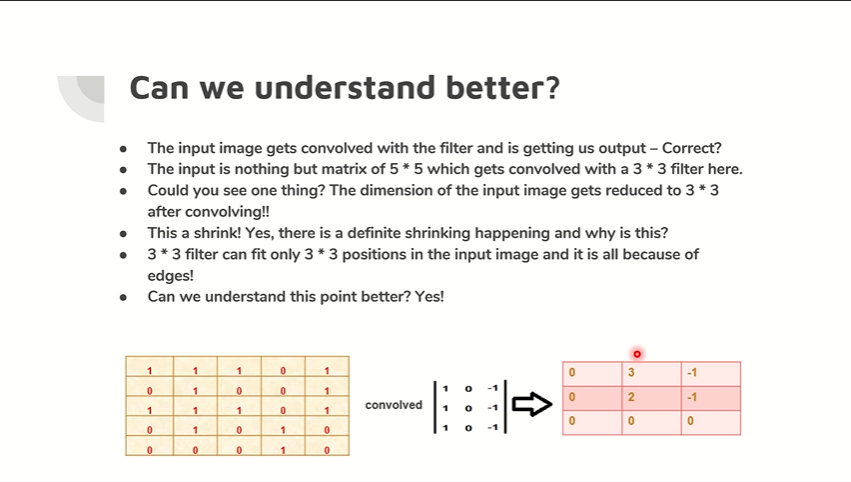 Can we understand better?
● The input image gets convolved with the filter and is getting us output – Correct?
● The input is nothing but matrix of 5 * 5 which gets convolved with a 3 * 3 filter here.
● Could you see one thing? The dimension of the input image gets reduced to 3 * 3
after convolving!!
● This a shrink! Yes, there is a definite shrinking happening and why is this?
● 3 * 3 filter can fit only 3 * 3 positions in the input image and it is all because of
edges!
● Can we understand this point better? Yes!
1 1 1 0 1
0 1 0 0 1
1 1 1 0 1
0 1 0 1 0
0 0 0 1 0
convolved
1 0 -1
1 0 -1
1 0 -1
0 3 -1
0 2 -1
0 0 0